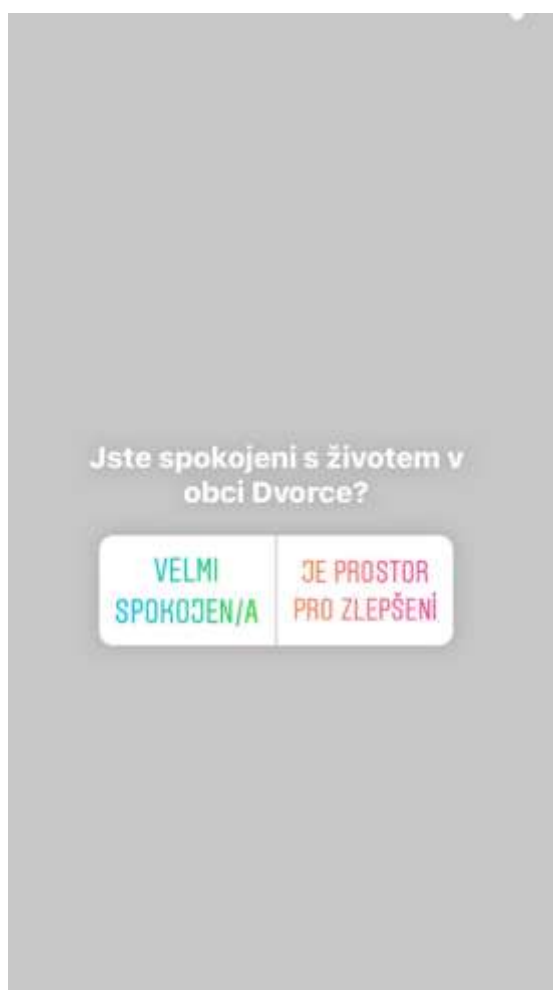 Jste spokojeni s životem v
obci Dvorce?
VELMI
SPOKOJEN/A
JE PROSTOR
PRO ZLEPŠENÍ